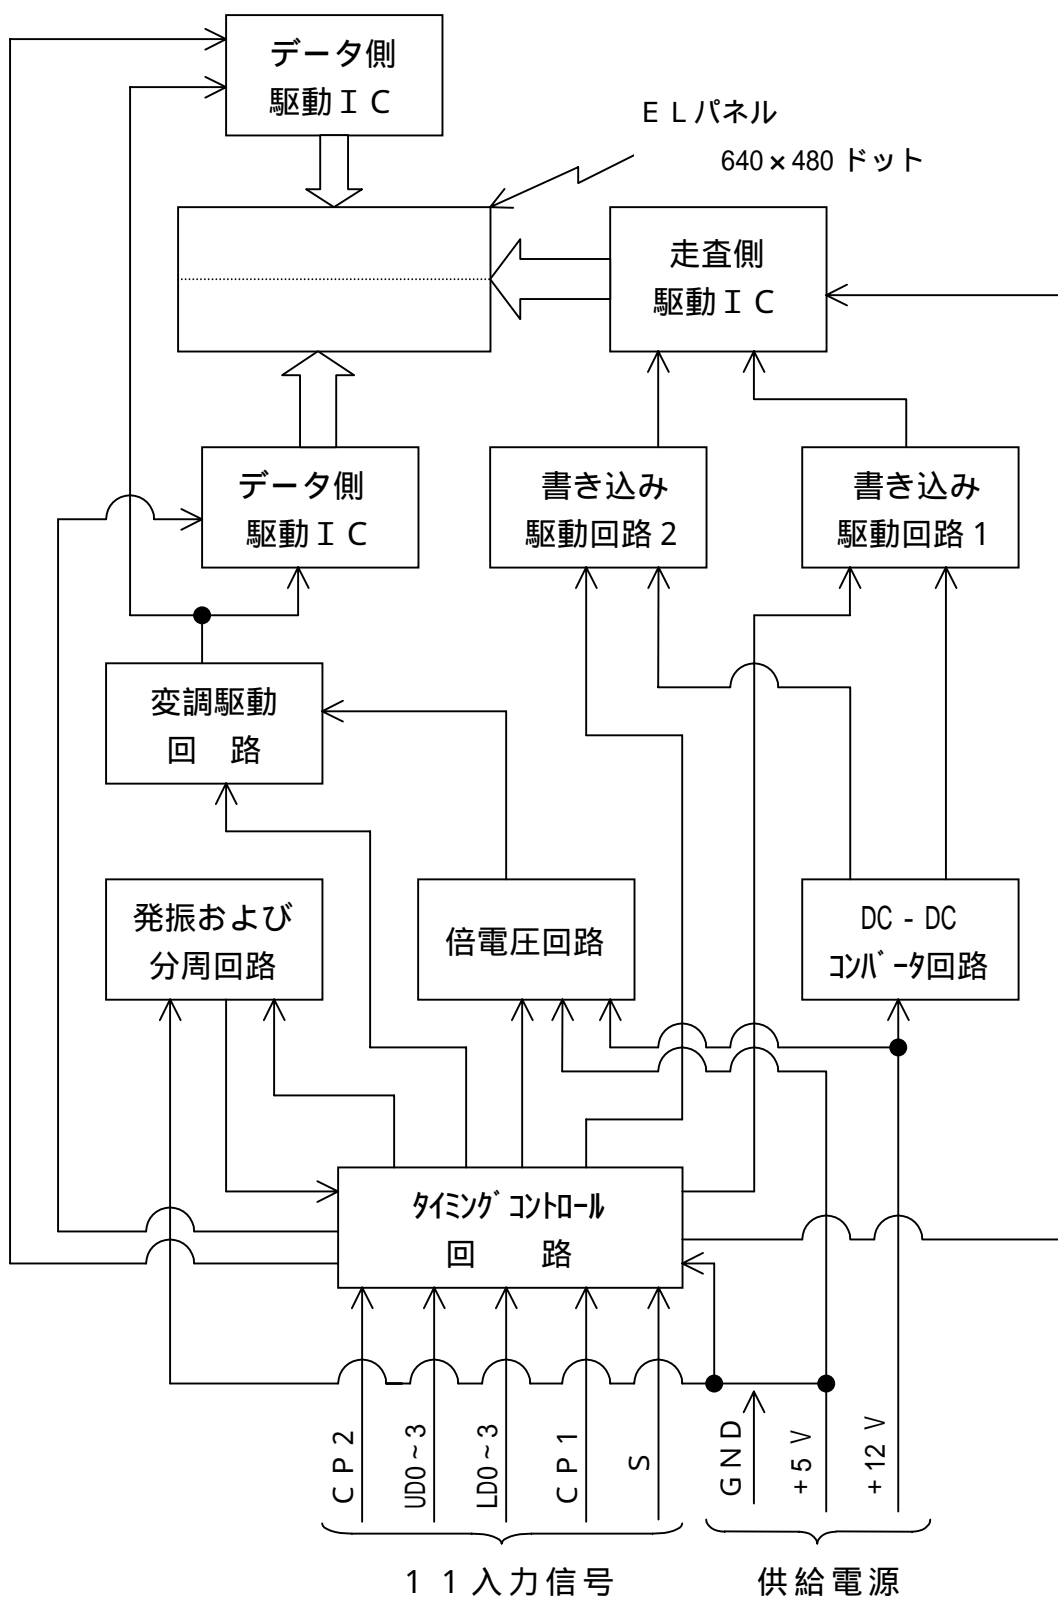 データ側
駆動ＩＣ
ＥＬパネル
640×480 ドット
走査側
駆動ＩＣ
データ側
駆動ＩＣ
書き込み
駆動回路２
書き込み
駆動回路１
変調駆動
回　路
発振および
分周回路
倍電圧回路
DC - DC
ｺﾝﾊﾞｰﾀ回路
ﾀｲﾐﾝｸﾞｺﾝﾄﾛｰﾙ
回　　路
ＣＰ２
UD0～3
LD0～3
ＣＰ１
Ｓ
ＧＮＤ
+５ V
+12 V
１１入力信号
供給電源